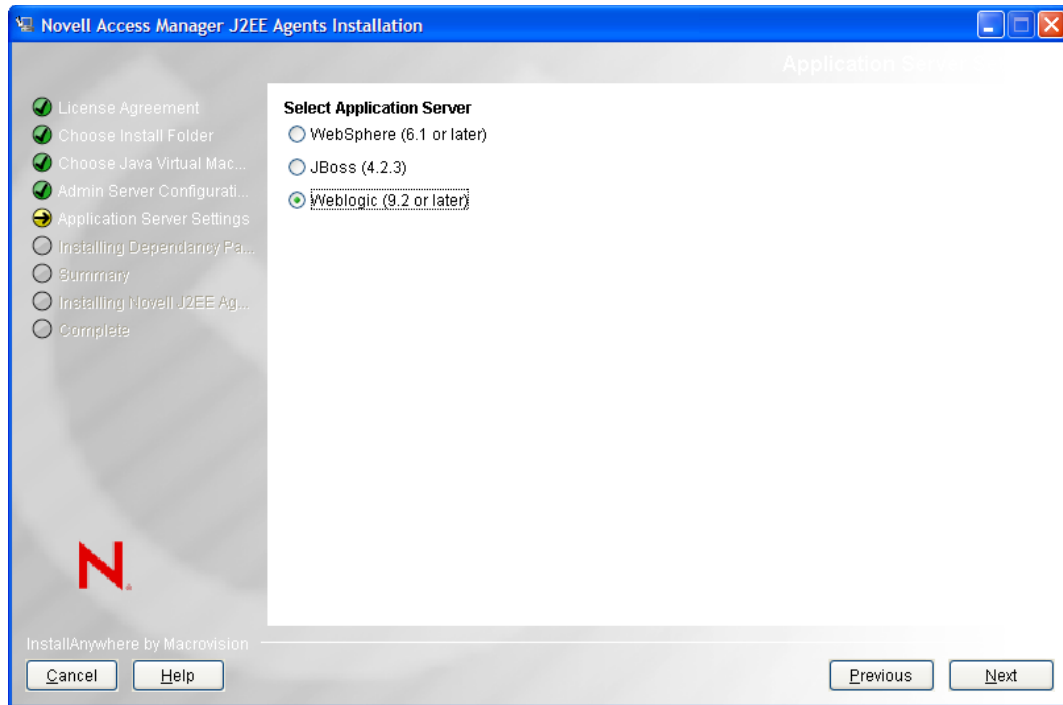 Novell Access Manager J2EE Agents Installation
Application Server
License Agreement
Choose Install Folder
Choose Java Virtual Mac...
Admin Server Configurati...
Application Server Settings
Installing Dependancy Pa...
Summary
Installing Novell J2EE Ag...
Complete
Select Application Server
WebSphere (6.1 or later)
JBoss (4.2.3)
Weblogic (9.2 or later)
N
InstallAnywhere by Macrovision
Cancel
Help
Previous
Next